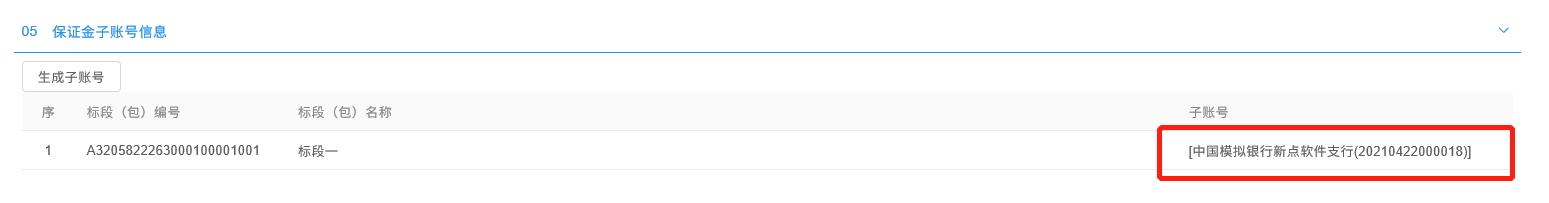 05 保证金子账号信息
生成子账号
序 标段（包）编号 标段（包）名称 子账号
1 A3205822263000100001001 标段一 [中国模拟银行新点软件支行(20210422000018)]